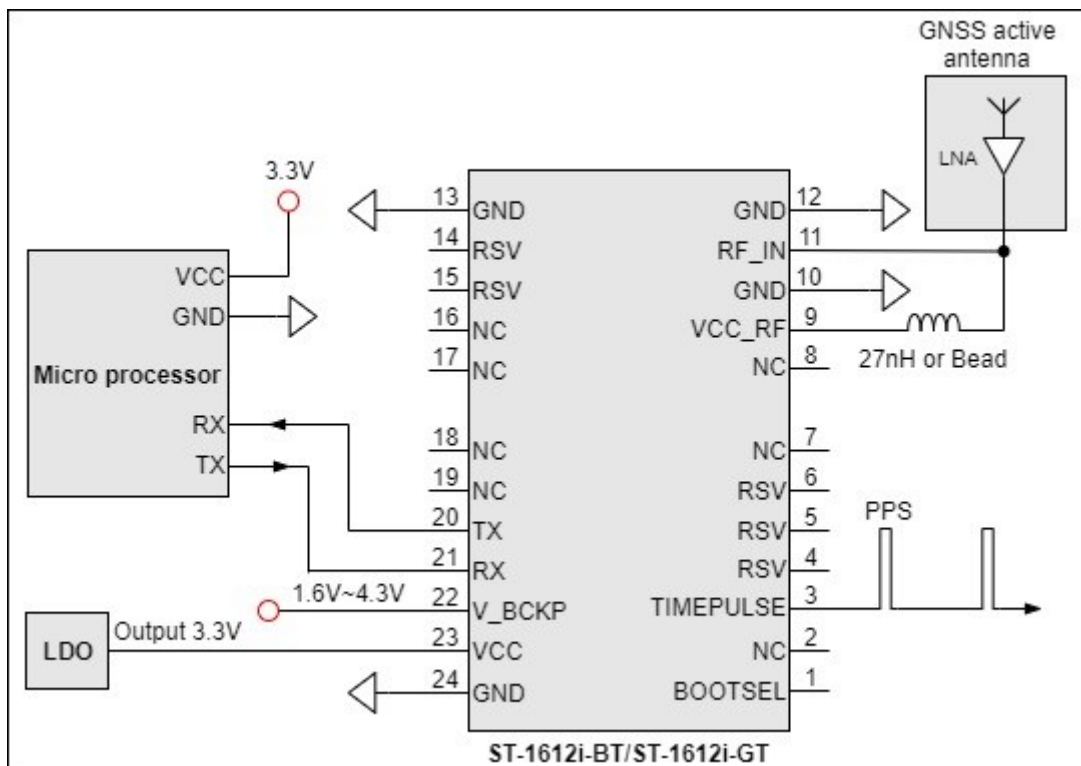 GNSS active
antenna
LNA
3.3V
VCC
GND
Micro processor
RX
TX
13 GND
14 RSV
15 RSV
16 NC
17 NC
18 NC
19 NC
20 TX
21 RX
1.6V~4.3V
22 V_BCKP
LDO
Output 3.3V
23 VCC
24 GND
GND 12
RF_IN 11
GND 10
VCC_RF 9
27nH or Bead
NC 8
NC 7
RSV 6
RSV 5
PPS
RSV 4
TIMEPULSE 3
NC 2
BOOTSEL 1
ST-1612i-BT/ST-1612i-GT